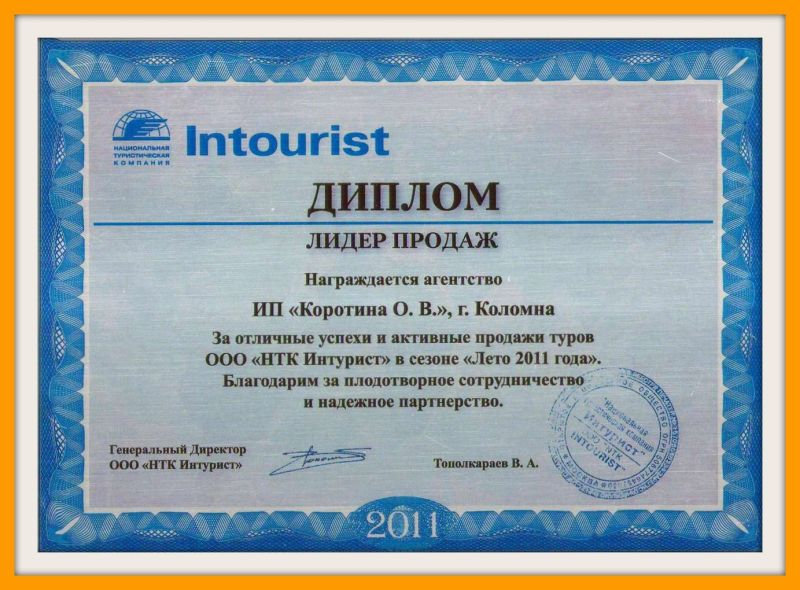 НАЦИОНАЛЬНАЯ
ТУРИСТИЧЕСКАЯ
КОМПАНИЯ
Intourist
ДИПЛОМ
ЛИДЕР ПРОДАЖ
Награждается агентство
ИП «Коротина О. В.», г. Коломна
За отличные успехи и активные продажи туров
ООО «НТК Интурист» в сезоне «Лето 2011 года».
Благодарим за плодотворное сотрудничество
и надежное партнерство.
Генеральный Директор
ООО «НТК Интурист»
Тополкараев В. А.
ИНТУРИСТ"
INTOURIST
2011